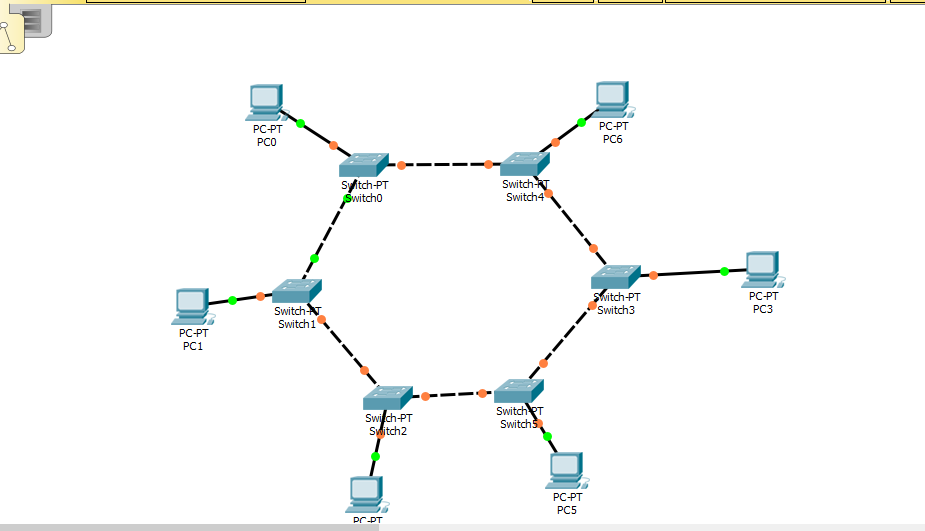 PC-PT
PC0
PC-PT
PC6
Switch-PT
Switch0
Switch-PT
Switch4
PC-PT
PC3
Switch-PT
Switch3
Switch-PT
Switch1
PC-PT
PC1
Switch-PT
Switch2
Switch-PT
Switch5
PC-PT
PC5
PC-PT